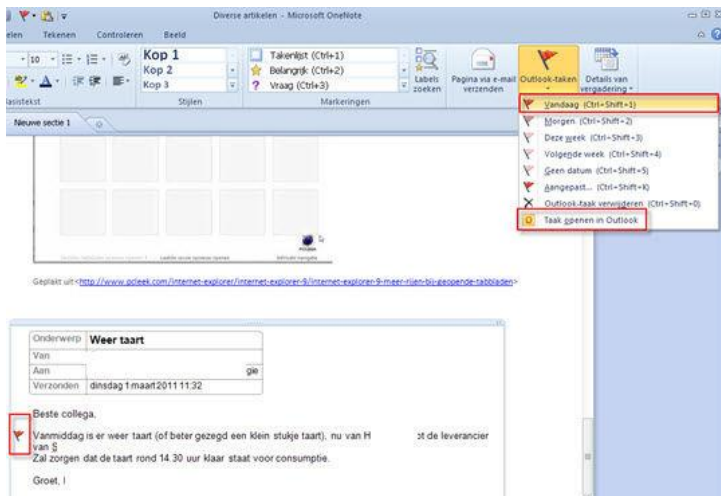 Diverse artikelen - Microsoft OneNote
elen Tekenen Controleren Beeld
10
Kop 1
Kop 2
Kop 3
Takenlijst (Ctrl+1)
Belangrijk (Ctrl+2)
Vraag (Ctrl+3)
Labels zoeken
Pagina via e-mail verzenden
Outlook-taken
Details van vergadering
asistekst Stijlen Markeringen
Vandaag (Ctrl+Shift+1)
Morgen (Ctrl+Shift+2)
Deze week (Ctrl+Shift+3)
Volgende week (Ctrl+Shift+4)
Geen datum (Ctrl+Shift+5)
Aangepast... (Ctrl+Shift+K)
Outlook-taak verwijderen (Ctrl+Shift+0)
Taak openen in Outlook
Nieuwe sectie 1
Geplakt uit <http://www.pcleek.com/internet-explorer/internet-explorer-9/internet-explorer-9-meer-rijen-bij-geopende-tabbladen>
Onderwerp Weer taart
Van
Aan gie
Verzonden dinsdag 1 maart 2011 11:32
Beste collega,
Vanmiddag is er weer taart (of beter gezegd een klein stukje taart), nu van H ot de leverancier
van S
Zal zorgen dat de taart rond 14.30 uur klaar staat voor consumptie.
Groet, I